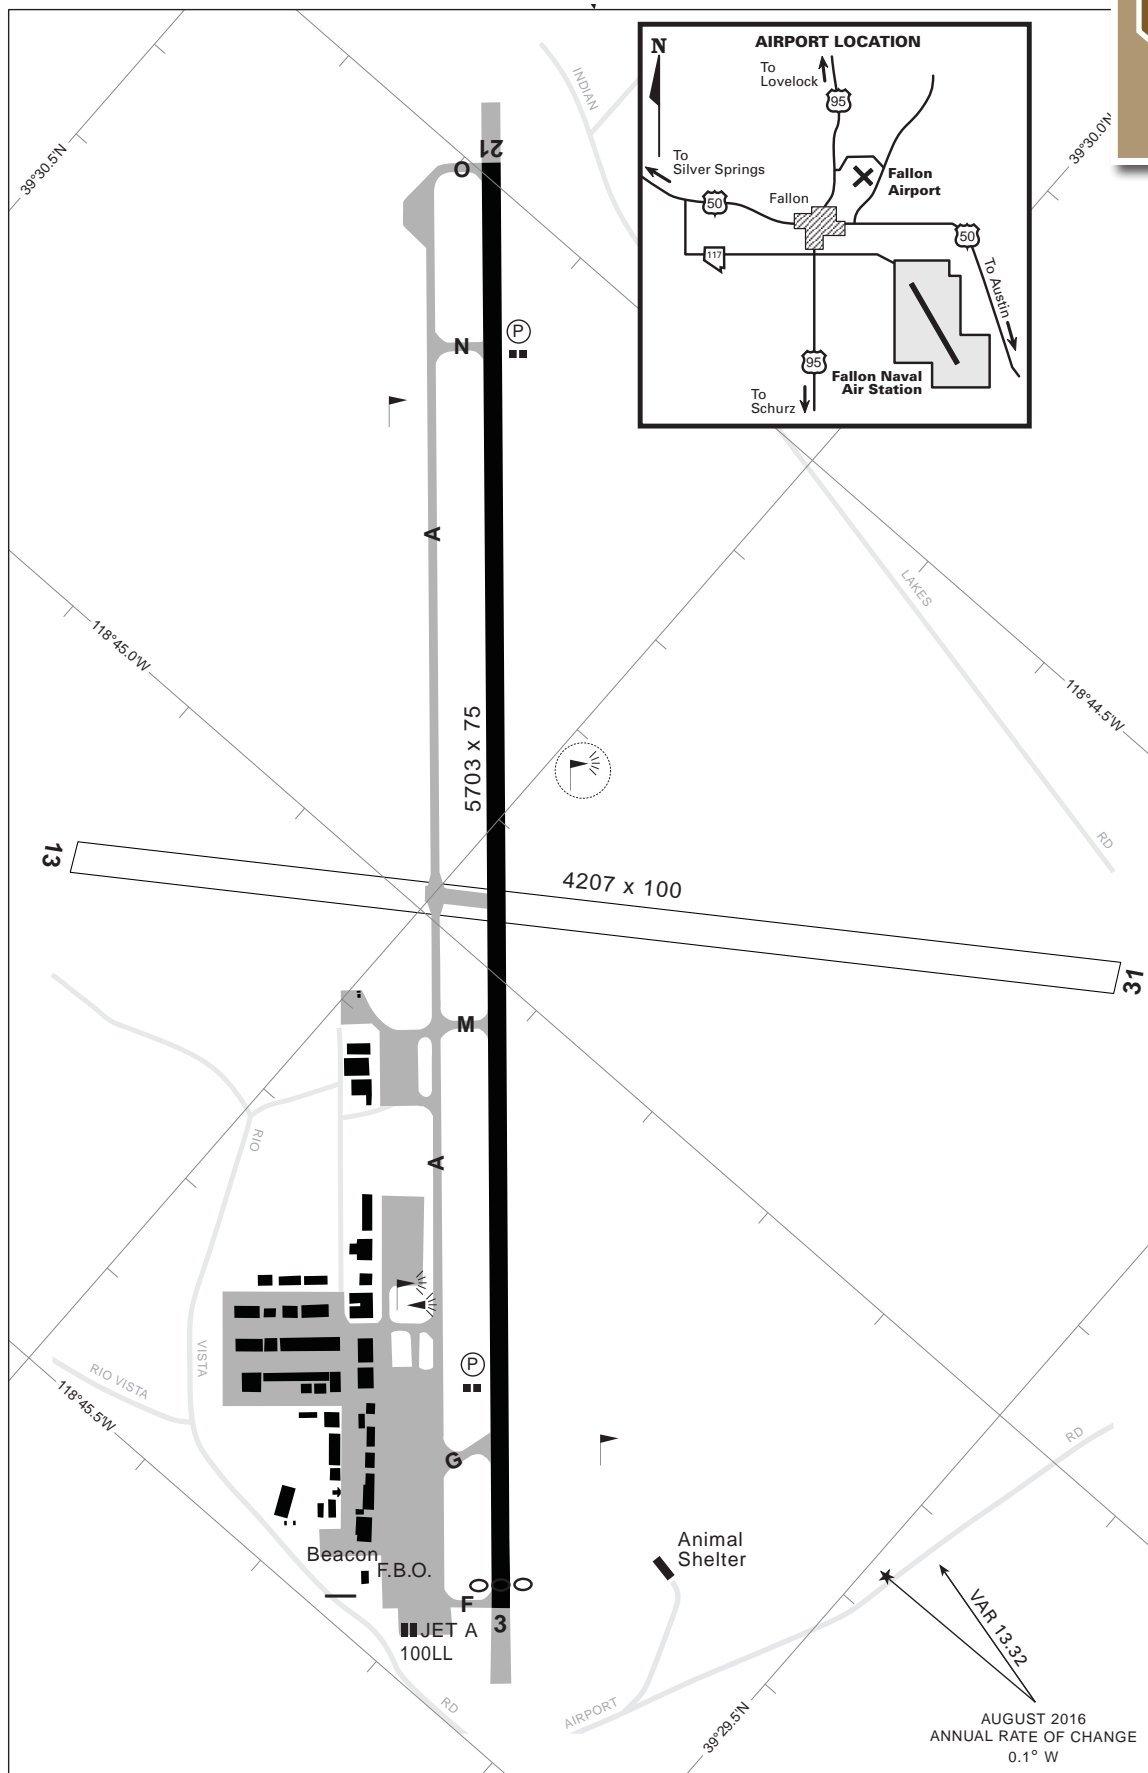 AIRPORT LOCATION
N
To
Lovelock
95
To
Silver Springs
Fallon
Airport
Fallon
50
50
117
To Austin
95
Fallon Naval
Air Station
To
Schurz
39°30.5'N
39°30.0'N
INDIAN
21
O
N
P
A
LAKES
118°45.0'W
118°44.5'W
5703 x 75
RD
13
4207 x 100
31
M
RIO
A
VISTA
P
RIO VISTA
118°45.5'W
RD
G
Animal
Shelter
Beacon
F.B.O.
F
3
JET A
100LL
VAR 13.32
RD
AIRPORT
39°29.5'N
AUGUST 2016
ANNUAL RATE OF CHANGE
0.1° W